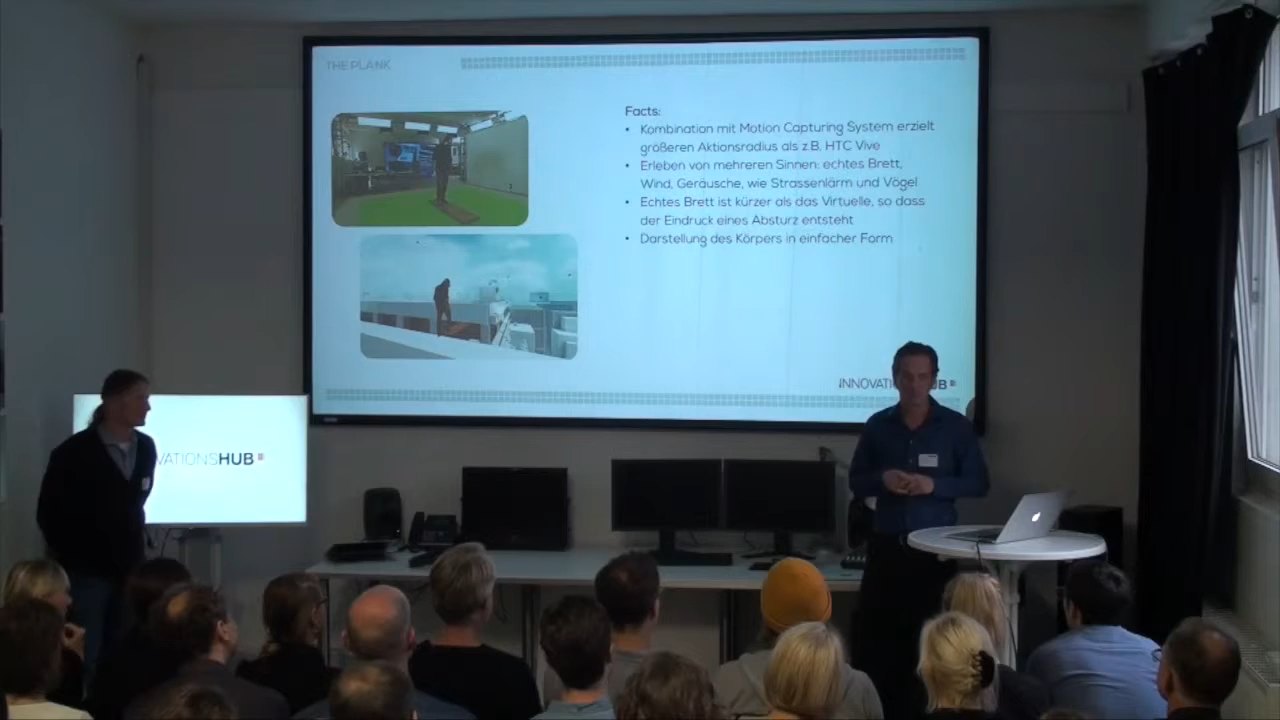 THE PLANK
Facts:
• Kombination mit Motion Capturing System erzielt
größeren Aktionsradius als z.B. HTC Vive
• Erleben von mehreren Sinnen: echtes Brett,
Wind, Geräusche, wie Strassenlärm und Vögel
• Echtes Brett ist kürzer als das Virtuelle, so dass
der Eindruck eines Absturz entsteht
• Darstellung des Körpers in einfacher Form
INNOVATI UB
VATIONSHUB